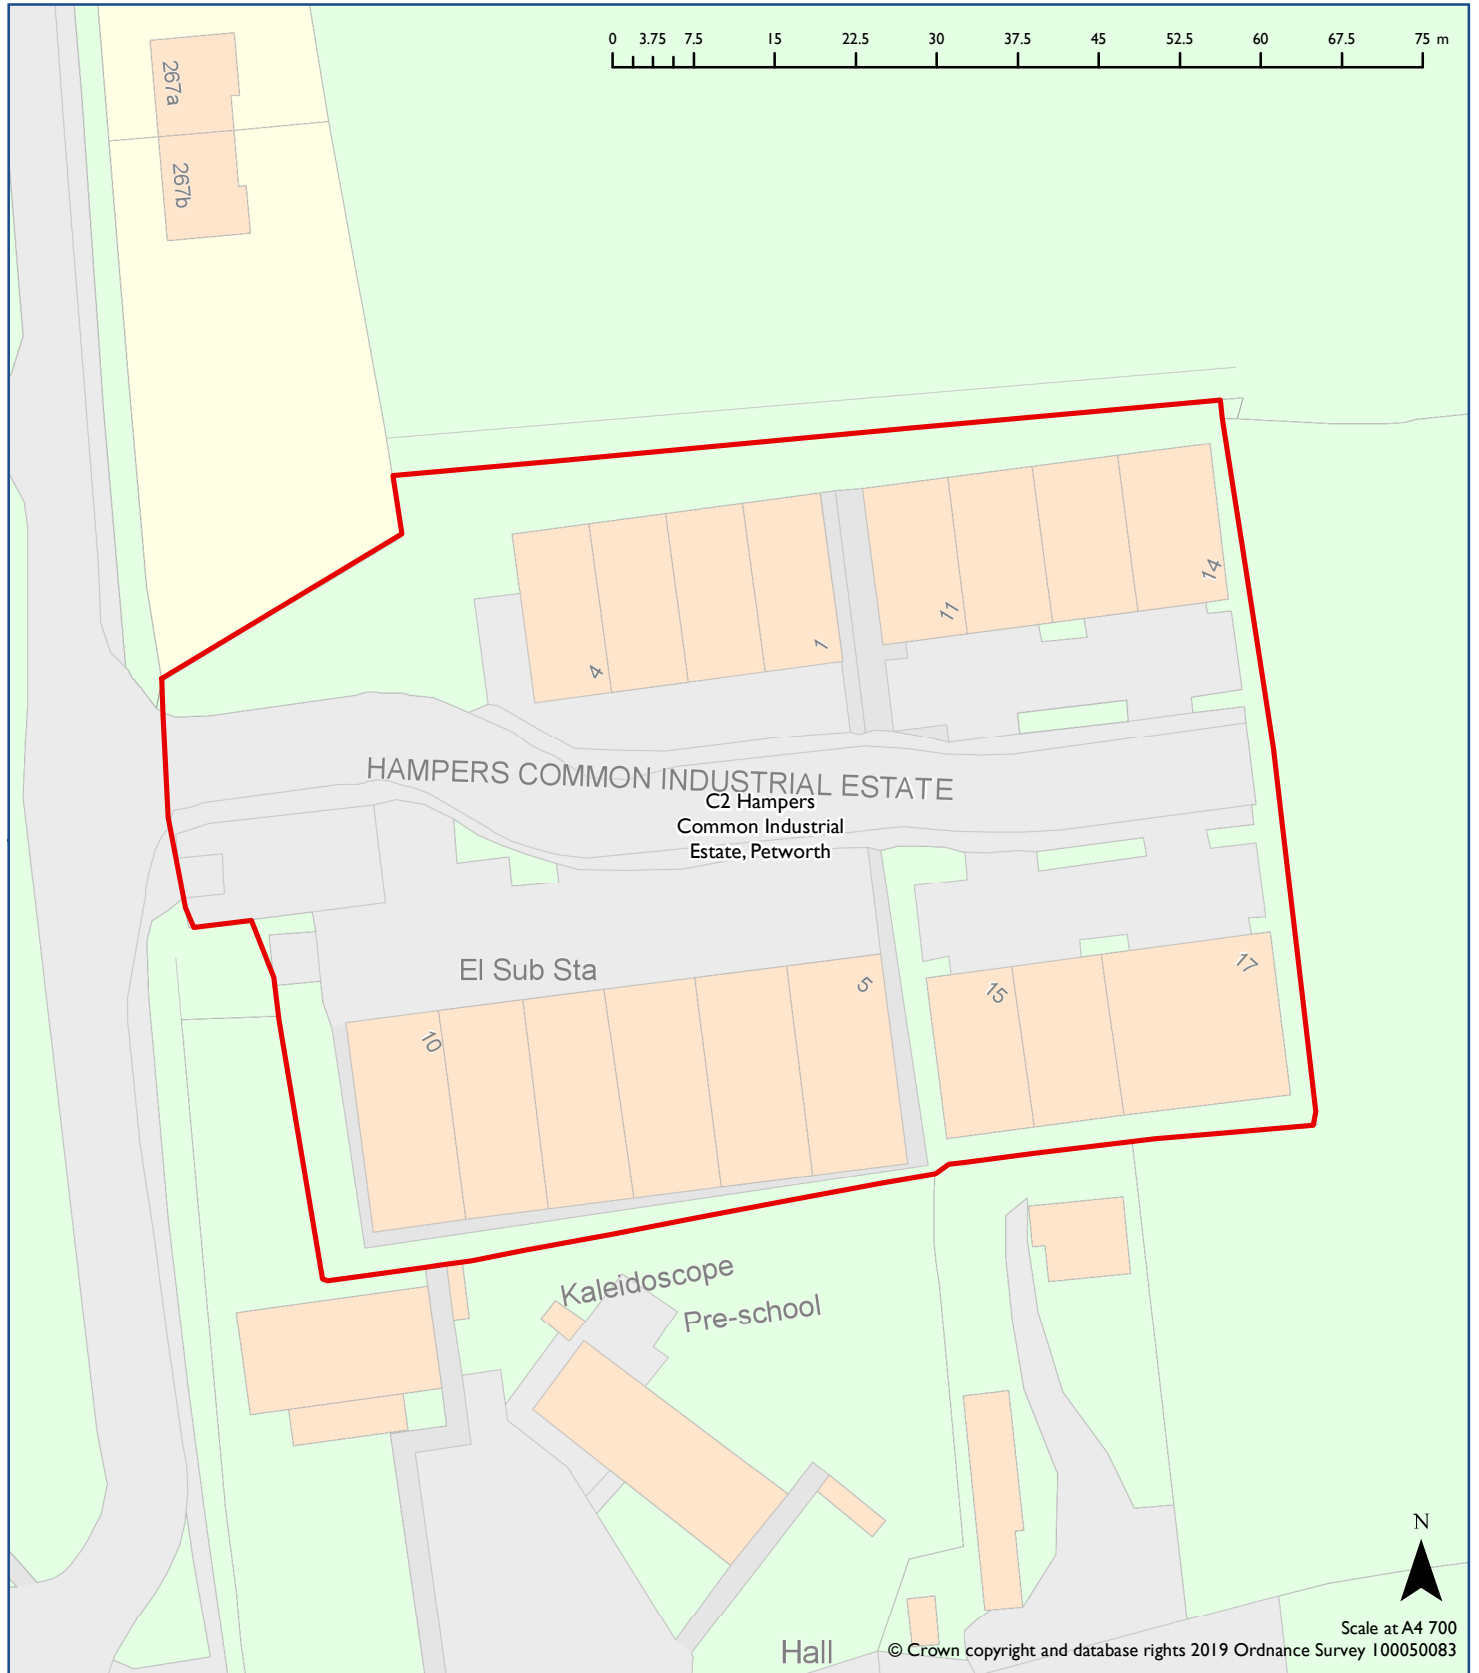 0 3.75 7.5 15 22.5 30 37.5 45 52.5 60 67.5 75 m
267a
267b
14
11
1
4
HAMPERS COMMON INDUSTRIAL ESTATE
C2 Hampers
Common Industrial
Estate, Petworth
El Sub Sta
5
17
15
10
Kaleidoscope
Pre-school
Hall
N
Scale at A4 700
© Crown copyright and database rights 2019 Ordnance Survey 100050083